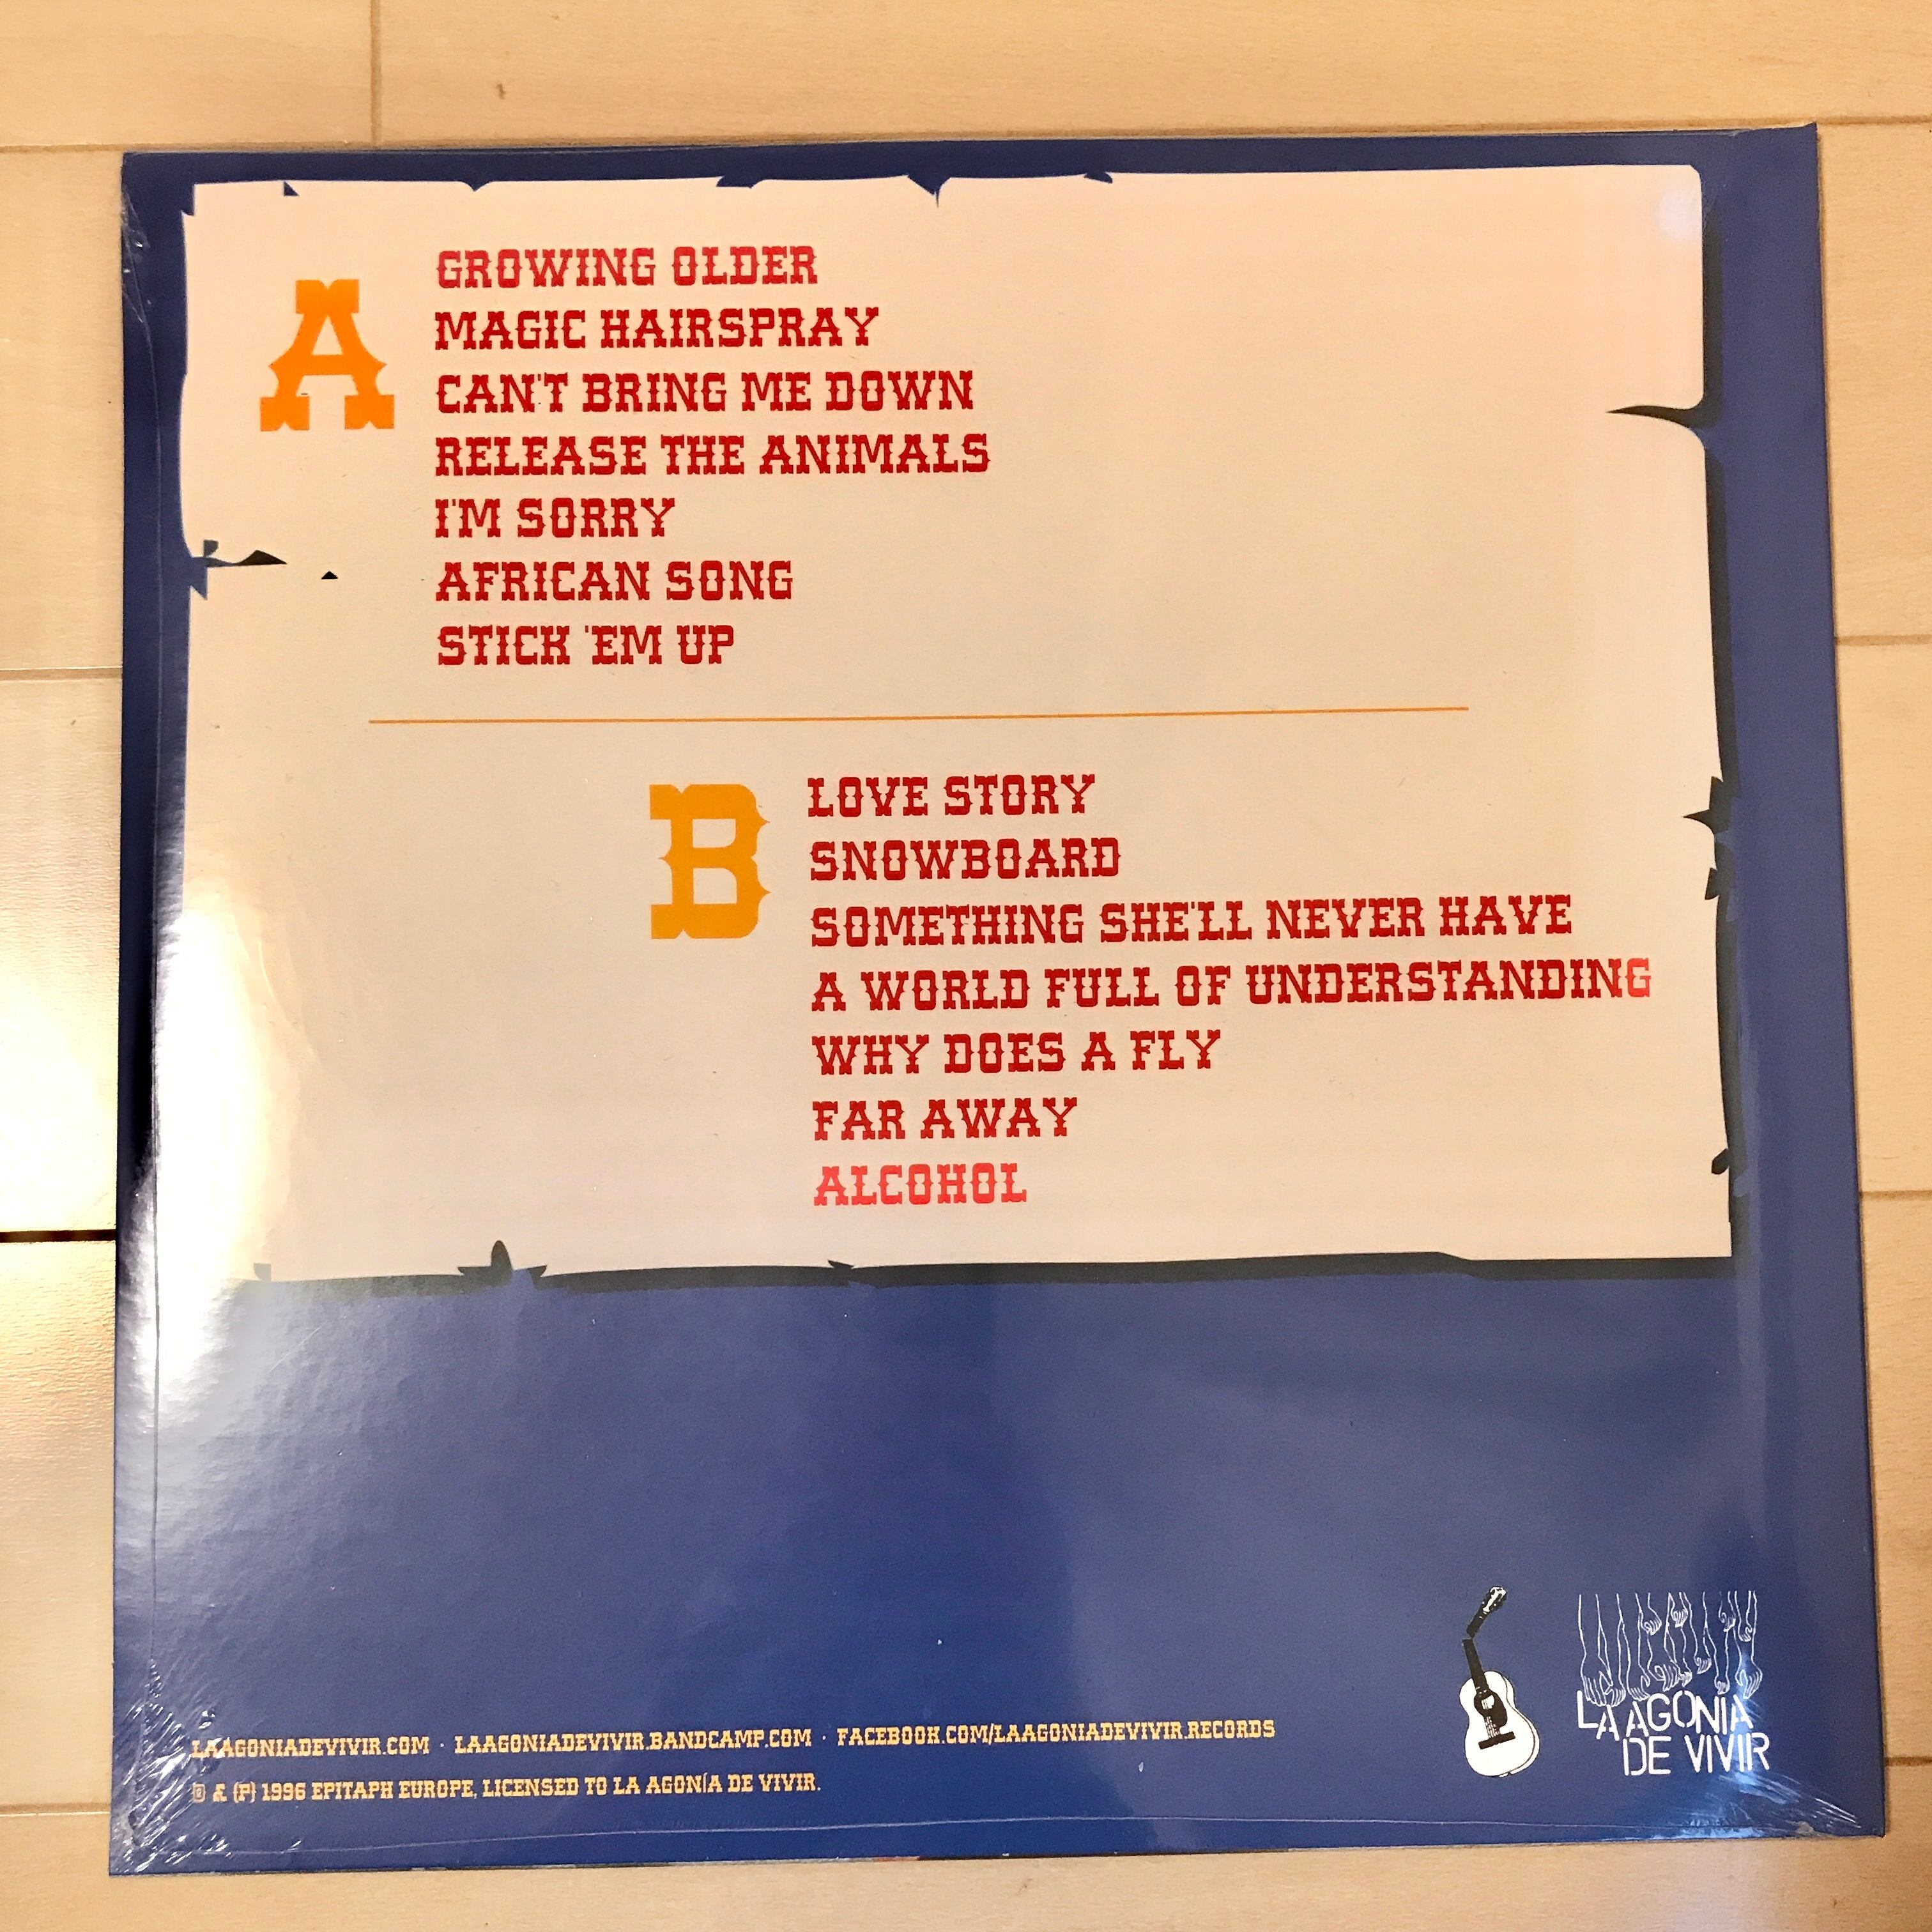 A
GROWING OLDER
MAGIC HAIRSPRAY
CAN'T BRING ME DOWN
RELEASE THE ANIMALS
I'M SORRY
AFRICAN SONG
STICK 'EM UP
B
LOVE STORY
SNOWBOARD
SOMETHING SHE'LL NEVER HAVE
A WORLD FULL OF UNDERSTANDING
WHY DOES A FLY
FAR AWAY
ALCOHOL
LAAGONIADEVIVIR.COM · LAAGONIADEVIVIR.BANDCAMP.COM · FACEBOOK.COM/LAAGONIADEVIVIR.RECORDS
© & (P) 1996 EPITAPH EUROPE, LICENSED TO LA AGONÍA DE VIVIR.
LA AGONÍA
DE VIVIR